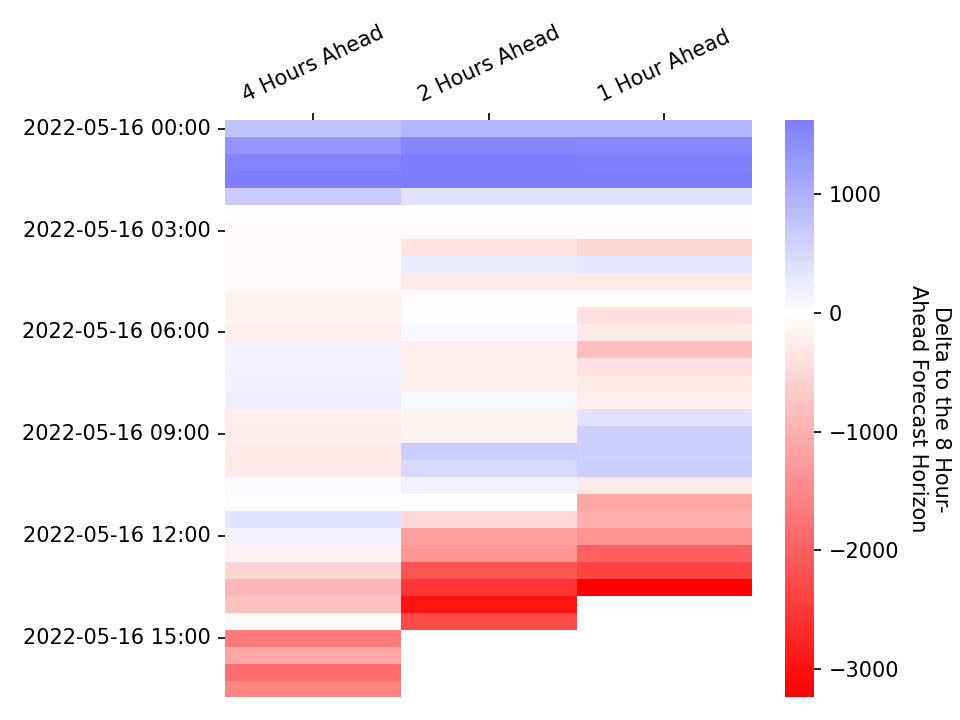 4 Hours Ahead
2 Hours Ahead
1 Hour Ahead
2022-05-16 00:00
2022-05-16 03:00
2022-05-16 06:00
2022-05-16 09:00
2022-05-16 12:00
2022-05-16 15:00
1000
0
−1000
−2000
−3000
Delta to the 8 Hour-
Ahead Forecast Horizon